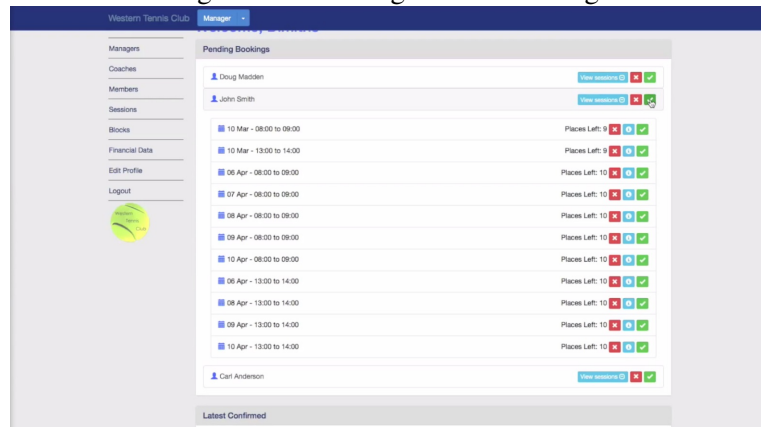 Western Tennis Club Manager
Managers
Coaches
Members
Sessions
Blocks
Financial Data
Edit Profile
Logout
Western
Tennis
Club
Pending Bookings
Doug Madden View sessions
John Smith View sessions
10 Mar - 08:00 to 09:00 Places Left: 9
10 Mar - 13:00 to 14:00 Places Left: 9
06 Apr - 08:00 to 09:00 Places Left: 10
07 Apr - 08:00 to 09:00 Places Left: 10
08 Apr - 08:00 to 09:00 Places Left: 10
09 Apr - 08:00 to 09:00 Places Left: 10
10 Apr - 08:00 to 09:00 Places Left: 10
06 Apr - 13:00 to 14:00 Places Left: 10
08 Apr - 13:00 to 14:00 Places Left: 10
09 Apr - 13:00 to 14:00 Places Left: 10
10 Apr - 13:00 to 14:00 Places Left: 10
Carl Anderson View sessions
Latest Confirmed